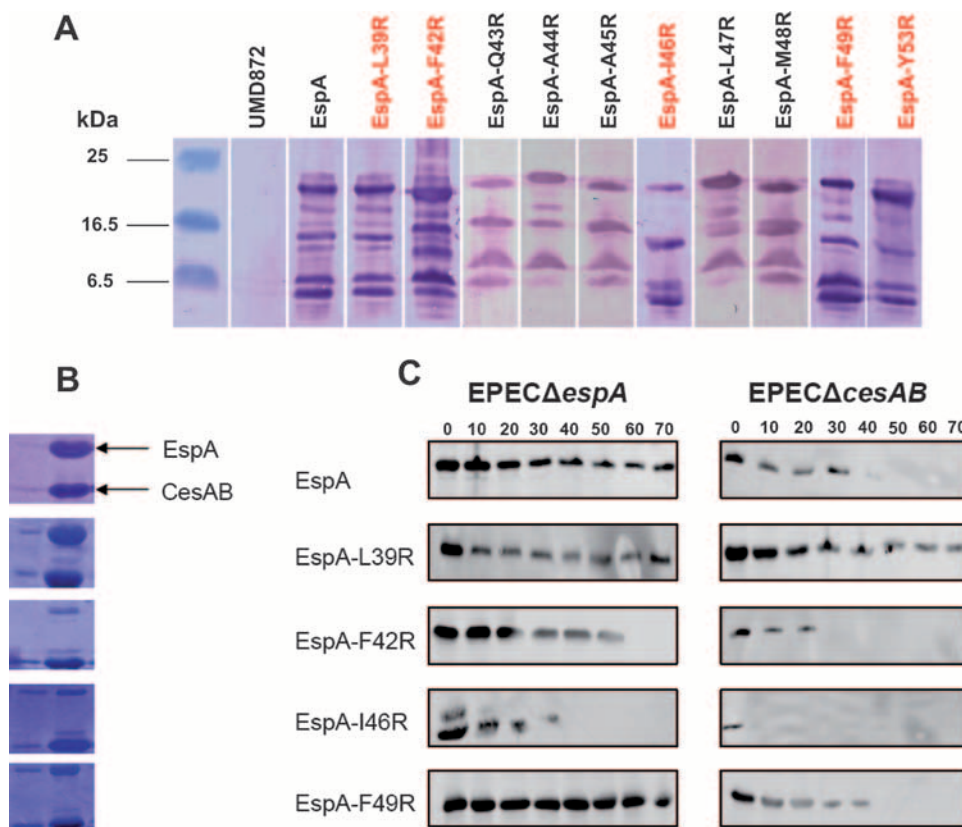 A
kDa
UMD872
EspA
EspA-L39R
EspA-F42R
EspA-Q43R
EspA-A44R
EspA-A45R
EspA-I46R
EspA-L47R
EspA-M48R
EspA-F49R
EspA-Y53R
25
16.5
6.5
B
EspA
CesAB
C
EPECΔespA EPECΔcesAB
0 10 20 30 40 50 60 70 0 10 20 30 40 50 60 70
EspA
EspA-L39R
EspA-F42R
EspA-I46R
EspA-F49R